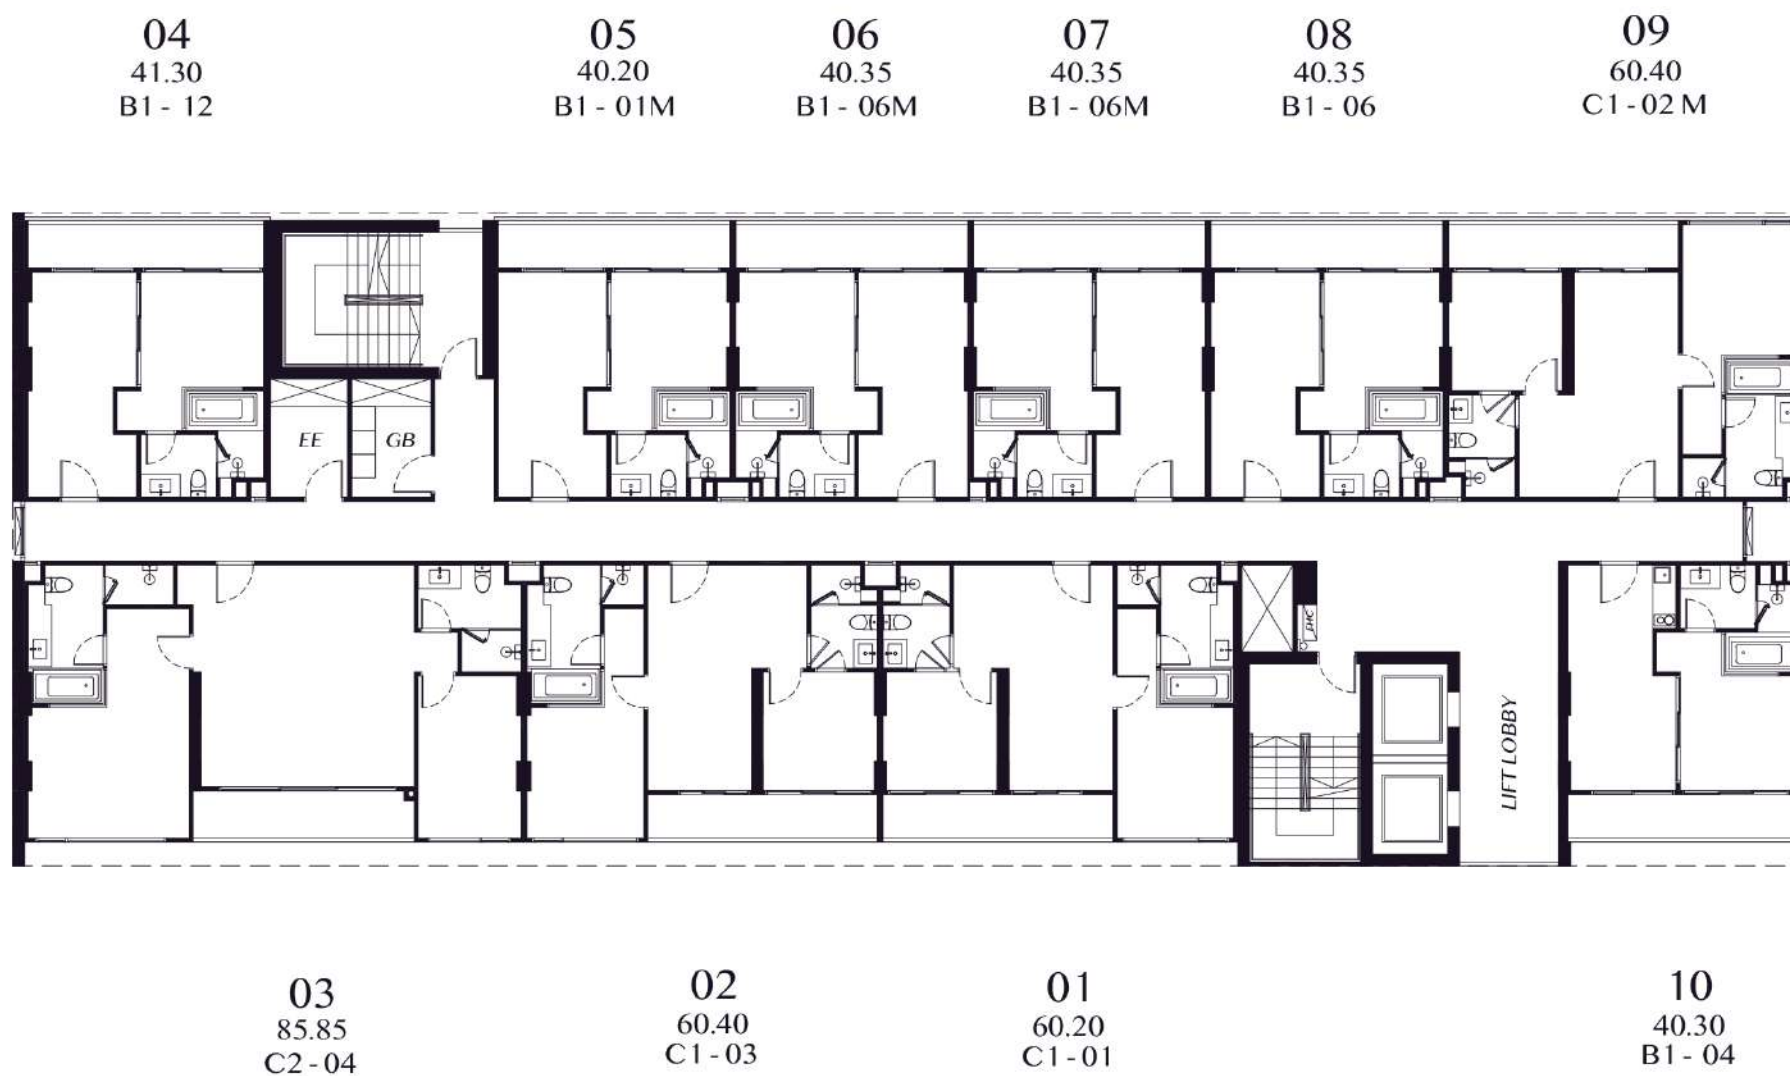 04
41.30
B1 - 12
05
40.20
B1 - 01M
06
40.35
B1 - 06M
07
40.35
B1 - 06M
08
40.35
B1 - 06
09
60.40
C1 - 02 M
EE
GB
FHC
LIFT LOBBY
03
85.85
C2 - 04
02
60.40
C1 - 03
01
60.20
C1 - 01
10
40.30
B1 - 04